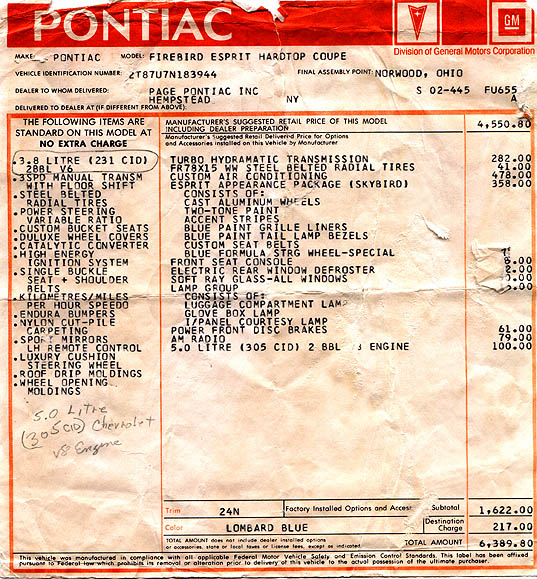 PONTIAC
GM
Division of General Motors Corporation
MAKE: PONTIAC MODEL: FIREBIRD ESPRIT HARDTOP COUPE
VEHICLE IDENTIFICATION NUMBER: 2T87U7N183944 FINAL ASSEMBLY POINT: NORWOOD, OHIO
DEALER TO WHOM DELIVERED: PAGE PONTIAC INC S 02-445 FU655
HEMPSTEAD NY A
DELIVERED TO DEALER AT (IF DIFFERENT FROM ABOVE):
THE FOLLOWING ITEMS ARE
STANDARD ON THIS MODEL AT
NO EXTRA CHARGE
.3.8 LITRE (231 CID)
2BBL V6
.3SPD MANUAL TRANSM
WITH FLOOR SHIFT
.STEEL BELTED
RADIAL TIRES
.POWER STEERING
VARIABLE RATIO
.CUSTOM BUCKET SEATS
.DULUXE WHEEL COVERS
.CATALYTIC CONVERTER
.HIGH ENERGY
IGNITION SYSTEM
.SINGLE BUCKLE
SEAT + SHOULDER
BELTS
.KILOMETRES/MILES
PER HOUR SPEEDO
.ENDURA BUMPERS
.NYLON CUT-PILE
CARPETING
.SPORT MIRRORS
LH REMOTE CONTROL
.LUXURY CUSHION
STEERING WHEEL
.ROOF DRIP MOLDINGS
.WHEEL OPENING
MOLDINGS
5.0 Litre
(305 CID) Chevrolet
V8 Engine
MANUFACTURER'S SUGGESTED RETAIL PRICE OF THIS MODEL
INCLUDING DEALER PREPARATION 4,550.80
Manufacturer's Suggested Retail Delivered Price for Options
and Accessories Installed on this Vehicle by Manufacturer
TURBO HYDRAMATIC TRANSMISSION 282.00
FR78X15 WW STEEL BELTED RADIAL TIRES 41.00
CUSTOM AIR CONDITIONING 478.00
ESPRIT APPEARANCE PACKAGE (SKYBIRD) 358.00
CONSISTS OF:
CAST ALUMINUM WHEELS
TWO-TONE PAINT
ACCENT STRIPES
BLUE PAINT GRILLE LINERS
BLUE PAINT TAIL LAMP BEZELS
CUSTOM SEAT BELTS
BLUE FORMULA STRG WHEEL-SPECIAL
FRONT SEAT CONSOLE
ELECTRIC REAR WINDOW DEFROSTER
SOFT RAY GLASS-ALL WINDOWS
LAMP GROUP
CONSISTS OF:
LUGGAGE COMPARTMENT LAMP
GLOVE BOX LAMP
I/PANEL COURTESY LAMP
POWER FRONT DISC BRAKES 61.00
AM RADIO 79.00
5.0 LITRE (305 CID) 2 BBL ENGINE 100.00
Trim 24N Factory Installed Options and Access Subtotal 1,622.00
Color LOMBARD BLUE Destination Charge 217.00
TOTAL AMOUNT does not include dealer installed options
or accessories, state or local taxes or license fees, except as indicated. TOTAL AMOUNT 6,389.80
This vehicle was manufactured in compliance with all applicable Federal Motor Vehicle Safety and Emission Control Standards. This label has been affixed
pursuant to Federal law which prohibits its removal or alteration prior to delivery of this vehicle to the actual possession of the ultimate purchaser.